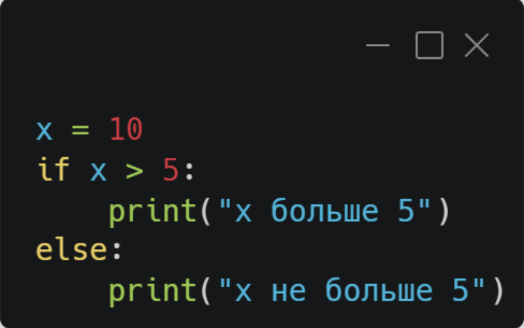 x = 10
if x > 5:
    print("x больше 5")
else:
    print("x не больше 5")